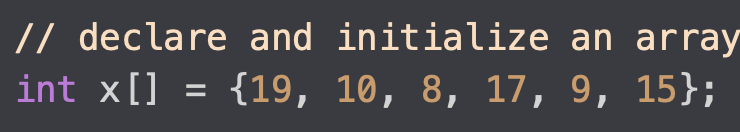 // declare and initialize an array
int x[] = {19, 10, 8, 17, 9, 15};